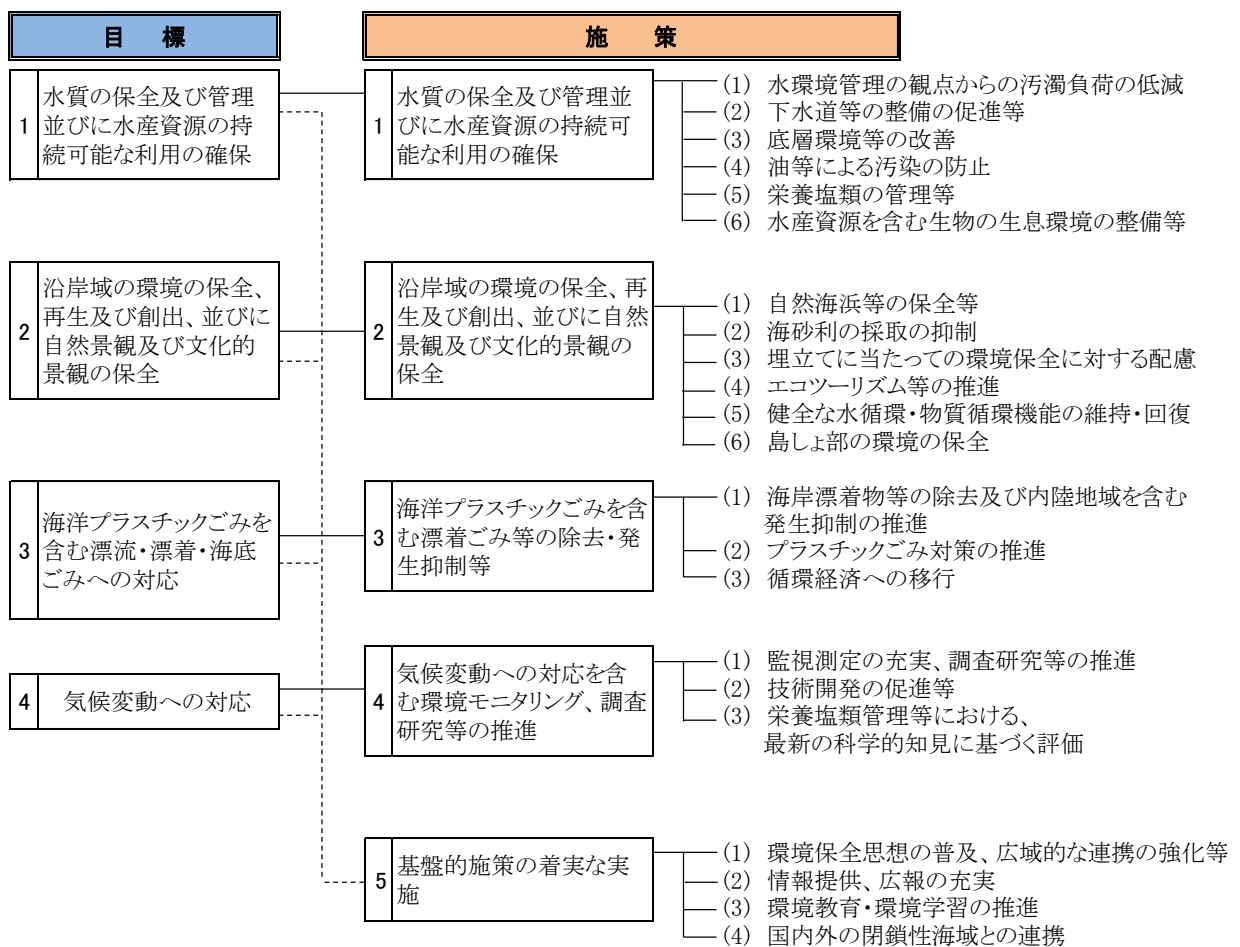 目 標
施 策
1
水質の保全及び管理
並びに水産資源の持
続可能な利用の確保
1
水質の保全及び管理並
びに水産資源の持続可
能な利用の確保
(1) 水環境管理の観点からの汚濁負荷の低減
(2) 下水道等の整備の促進等
(3) 底層環境等の改善
(4) 油等による汚染の防止
(5) 栄養塩類の管理等
(6) 水産資源を含む生物の生息環境の整備等
2
沿岸域の環境の保全、
再生及び創出、並びに
自然景観及び文化的
景観の保全
2
沿岸域の環境の保全、再
生及び創出、並びに自然
景観及び文化的景観の
保全
(1) 自然海浜等の保全等
(2) 海砂利の採取の抑制
(3) 埋立てに当たっての環境保全に対する配慮
(4) エコツーリズム等の推進
(5) 健全な水循環・物質循環機能の維持・回復
(6) 島しょ部の環境の保全
3
海洋プラスチックごみを
含む漂流・漂着・海底
ごみへの対応
3
海洋プラスチックごみを含
む漂着ごみ等の除去・発
生抑制等
(1) 海岸漂着物等の除去及び内陸地域を含む
発生抑制の推進
(2) プラスチックごみ対策の推進
(3) 循環経済への移行
4
気候変動への対応
4
気候変動への対応を含
む環境モニタリング、調査
研究等の推進
(1) 監視測定の充実、調査研究等の推進
(2) 技術開発の促進等
(3) 栄養塩類管理等における、
最新の科学的知見に基づく評価
5
基盤的施策の着実な実
施
(1) 環境保全思想の普及、広域的な連携の強化等
(2) 情報提供、広報の充実
(3) 環境教育・環境学習の推進
(4) 国内外の閉鎖性海域との連携